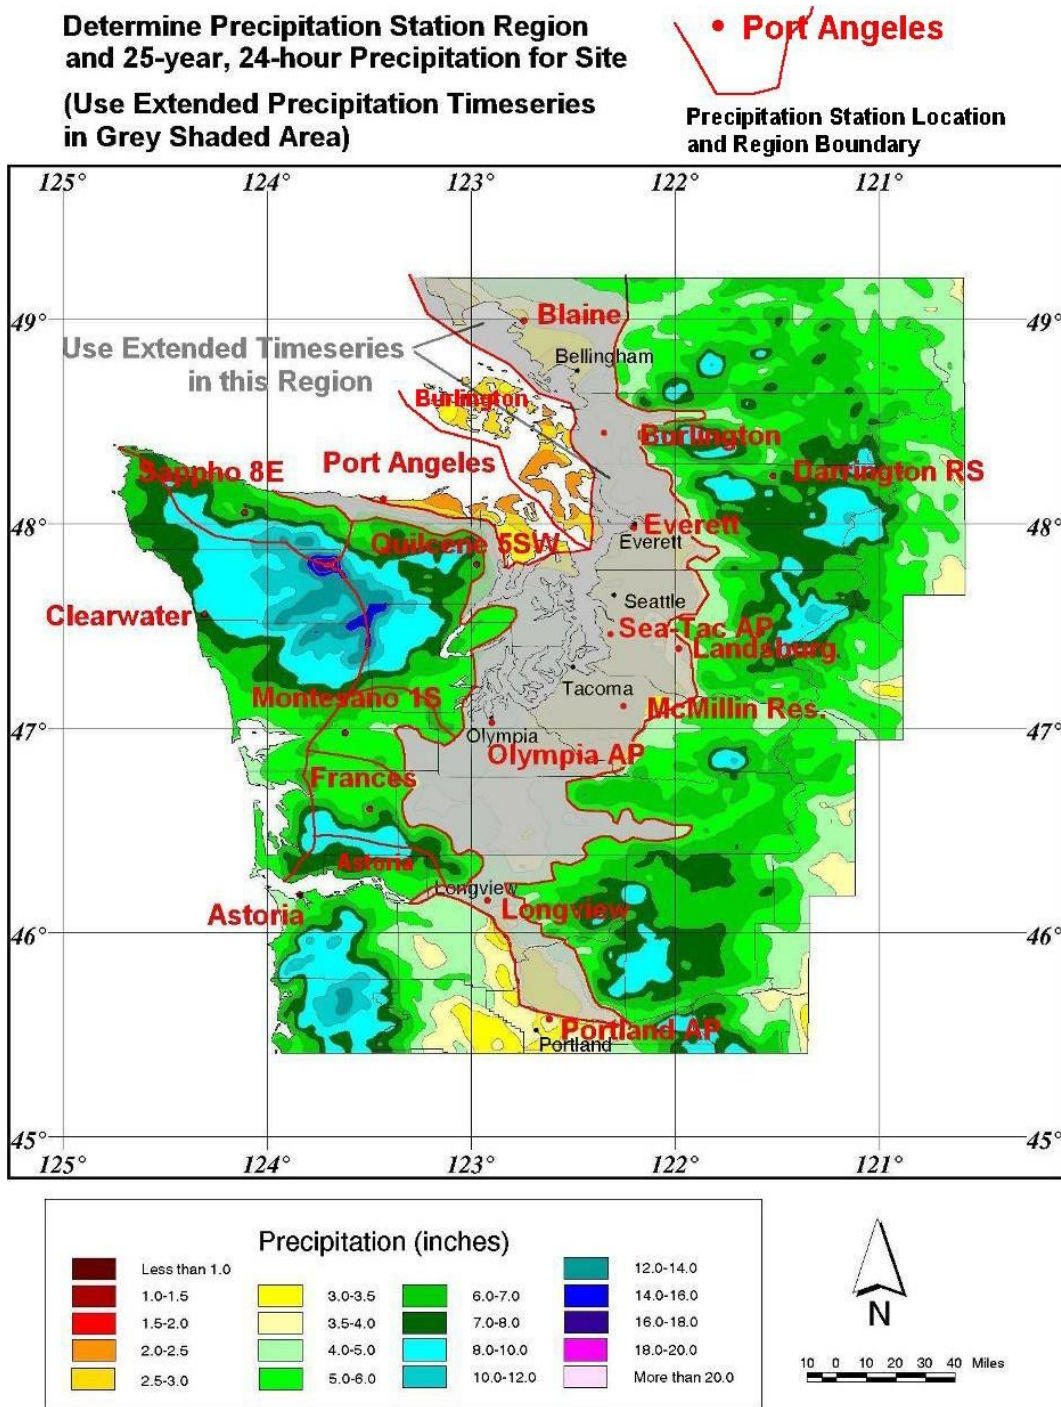 Determine Precipitation Station Region
and 25-year, 24-hour Precipitation for Site
(Use Extended Precipitation Timeseries
in Grey Shaded Area)
Port Angeles
Precipitation Station Location
and Region Boundary
125° 124° 123° 122° 121°
49° 49°
Blaine
Use Extended Timeseries
in this Region
Bellingham
Burlington
Burlington
Port Angeles
Sappho 8E
Darrington RS
48° 48°
Everett
Quilcene 5SW
Everett
Seattle
Clearwater
Sea-Tac AP
Landsburg
Tacoma
Montesano 1S
McMillin Res.
47° 47°
Olympia
Olympia AP
Frances
Astoria
Longview
Astoria
Longview
46° 46°
Portland AP
Portland
45° 45°
125° 124° 123° 122° 121°
Precipitation (inches)
Less than 1.0
1.0-1.5
1.5-2.0
2.0-2.5
2.5-3.0
3.0-3.5
3.5-4.0
4.0-5.0
5.0-6.0
6.0-7.0
7.0-8.0
8.0-10.0
10.0-12.0
12.0-14.0
14.0-16.0
16.0-18.0
18.0-20.0
More than 20.0
N
10 0 10 20 30 40 Miles